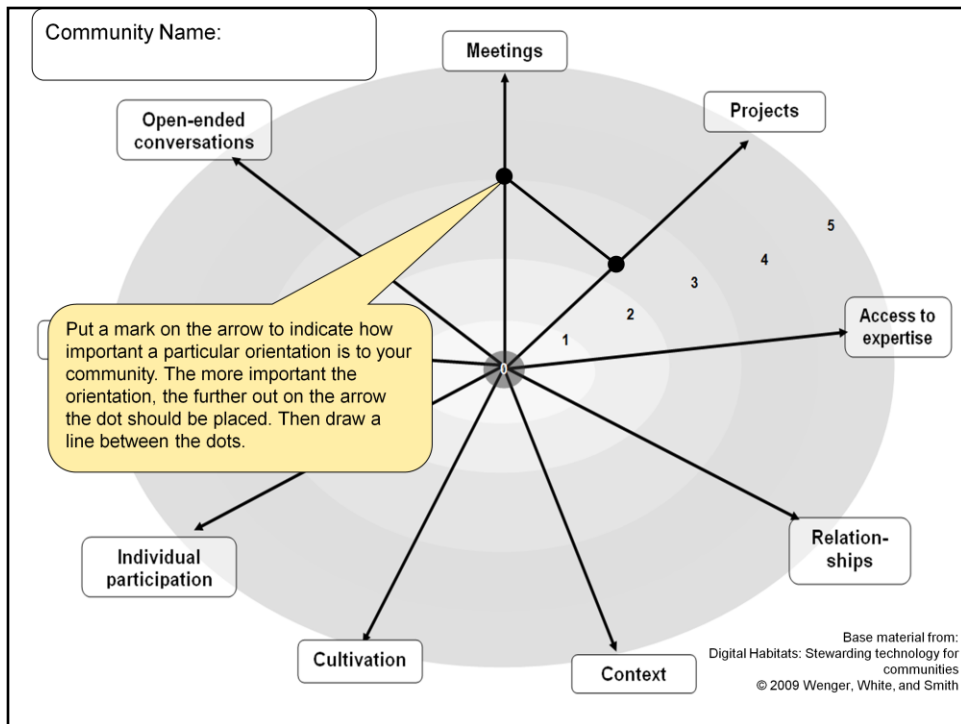 Community Name:
Meetings
Projects
Open-ended
conversations
5
4
3
2
1
0
Access to
expertise
Put a mark on the arrow to indicate how
important a particular orientation is to your
community. The more important the
orientation, the further out on the arrow
the dot should be placed. Then draw a
line between the dots.
Individual
participation
Relation-
ships
Cultivation
Context
Base material from:
Digital Habitats: Stewarding technology for
communities
© 2009 Wenger, White, and Smith